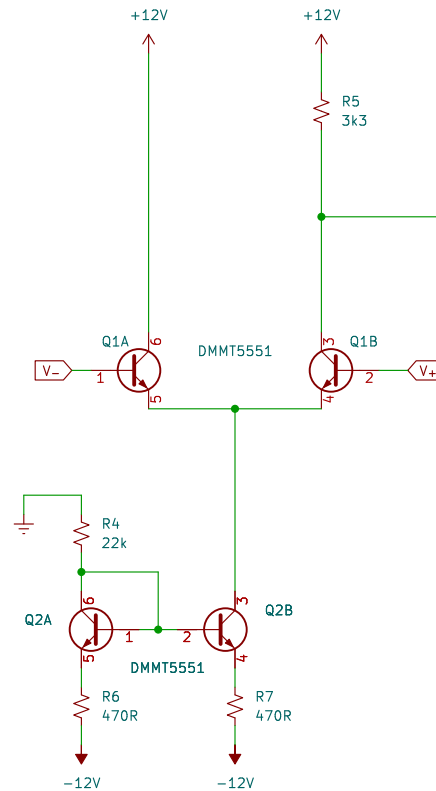 +12V
+12V
R5
3k3
Q1A
6
DMMT5551
3
Q1B
V-
1
2
V+
5
4
R4
22k
Q2A
6
3
Q2B
1
2
5
DMMT5551
4
R6
470R
R7
470R
-12V
-12V